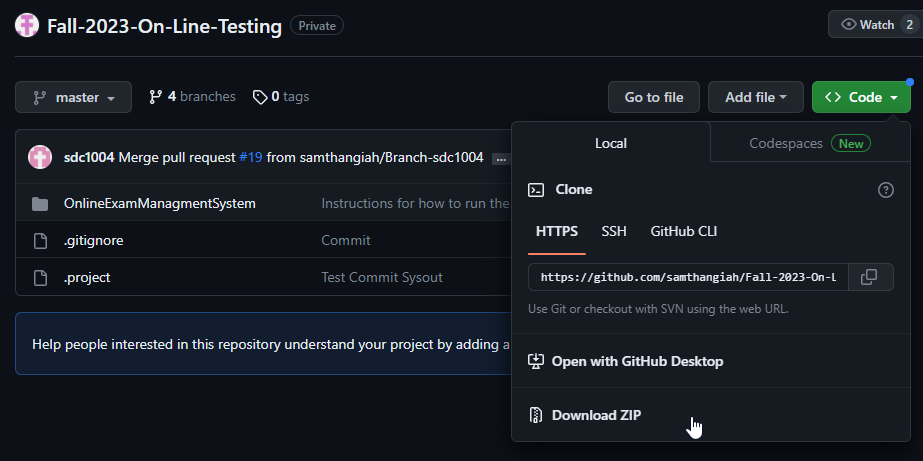 Fall-2023-On-Line-Testing Private Watch 2
master 4 branches 0 tags Go to file Add file <> Code
sdc1004 Merge pull request #19 from samthangiah/Branch-sdc1004 ...
OnlineExamManagmentSystem Instructions for how to run the
.gitignore Commit
.project Test Commit Sysout
Help people interested in this repository understand your project by adding a
Local Codespaces New
Clone
HTTPS SSH GitHub CLI
https://github.com/samthangiah/Fall-2023-On-L
Use Git or checkout with SVN using the web URL.
Open with GitHub Desktop
Download ZIP